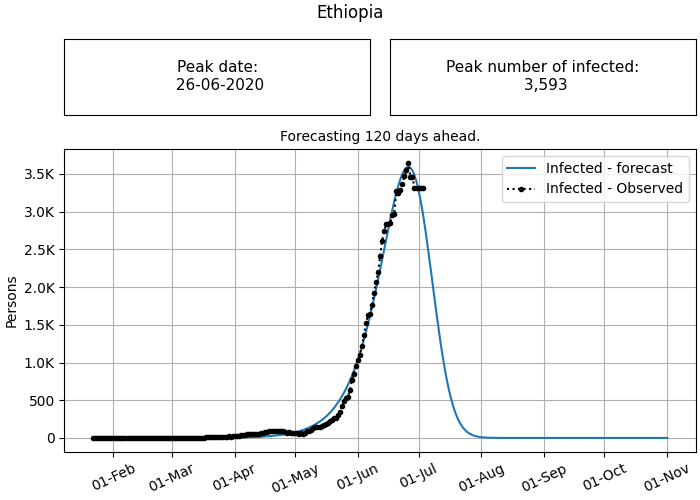 Ethiopia
Peak date:
26-06-2020
Peak number of infected:
3,593
Forecasting 120 days ahead.
Infected - forecast
Infected - Observed
Persons
3.5K
3.0K
2.5K
2.0K
1.5K
1.0K
500
0
01-Feb
01-Mar
01-Apr
01-May
01-Jun
01-Jul
01-Aug
01-Sep
01-Oct
01-Nov